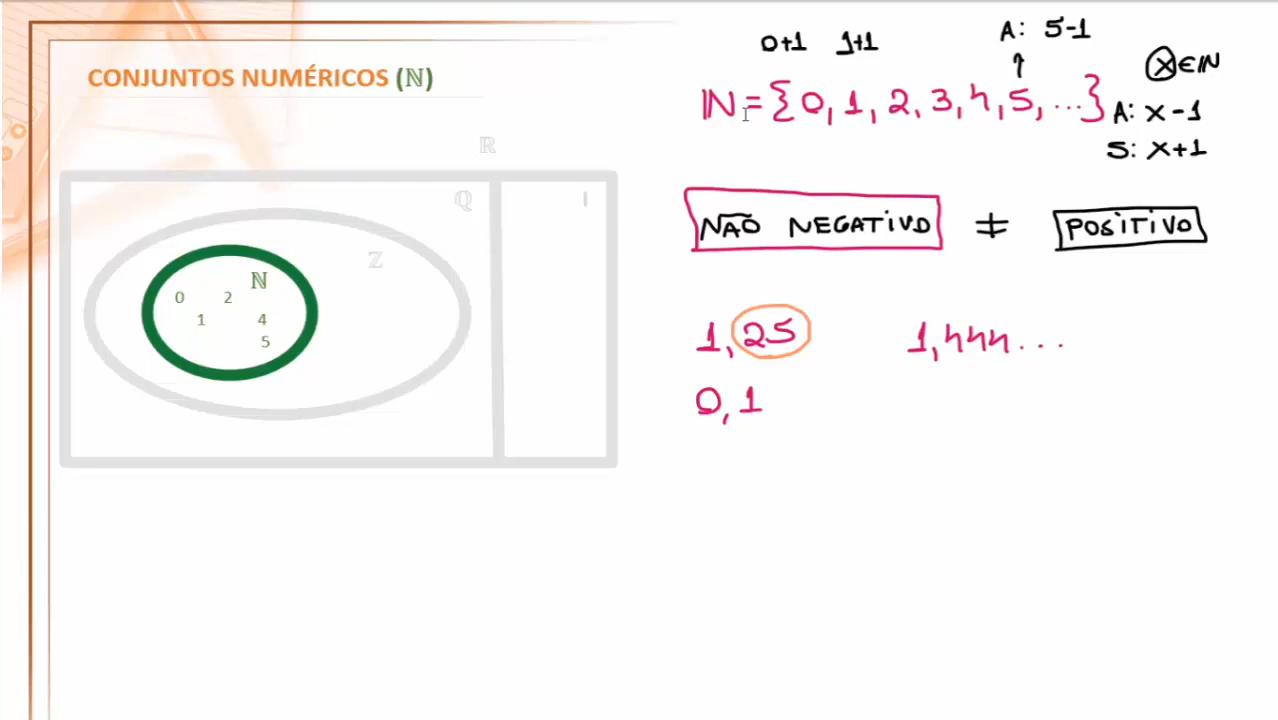 CONJUNTOS NUMÉRICOS (ℕ)
R
Q
I
Z
ℕ
0 2
1 4
5
0+1 1+1
A: 5-1
x ∈ ℕ
ℕ = {0, 1, 2, 3, 4, 5, ...}
A: x-1
S: x+1
NÃO NEGATIVO ≠ POSITIVO
1,25 1,444...
0,1